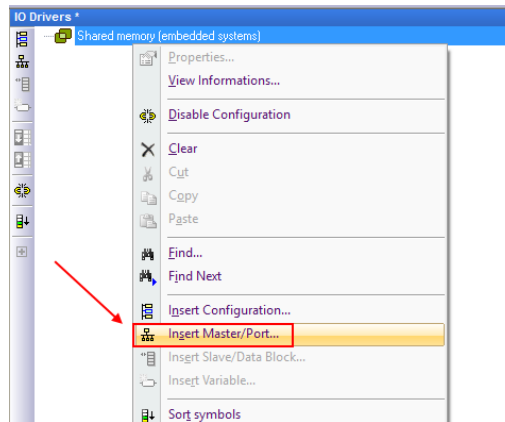 IO Drivers *
Shared memory (embedded systems)
Properties...
View Informations...
Disable Configuration
Clear
Cut
Copy
Paste
Find...
Find Next
Insert Configuration...
Insert Master/Port...
Insert Slave/Data Block...
Insert Variable...
Sort symbols